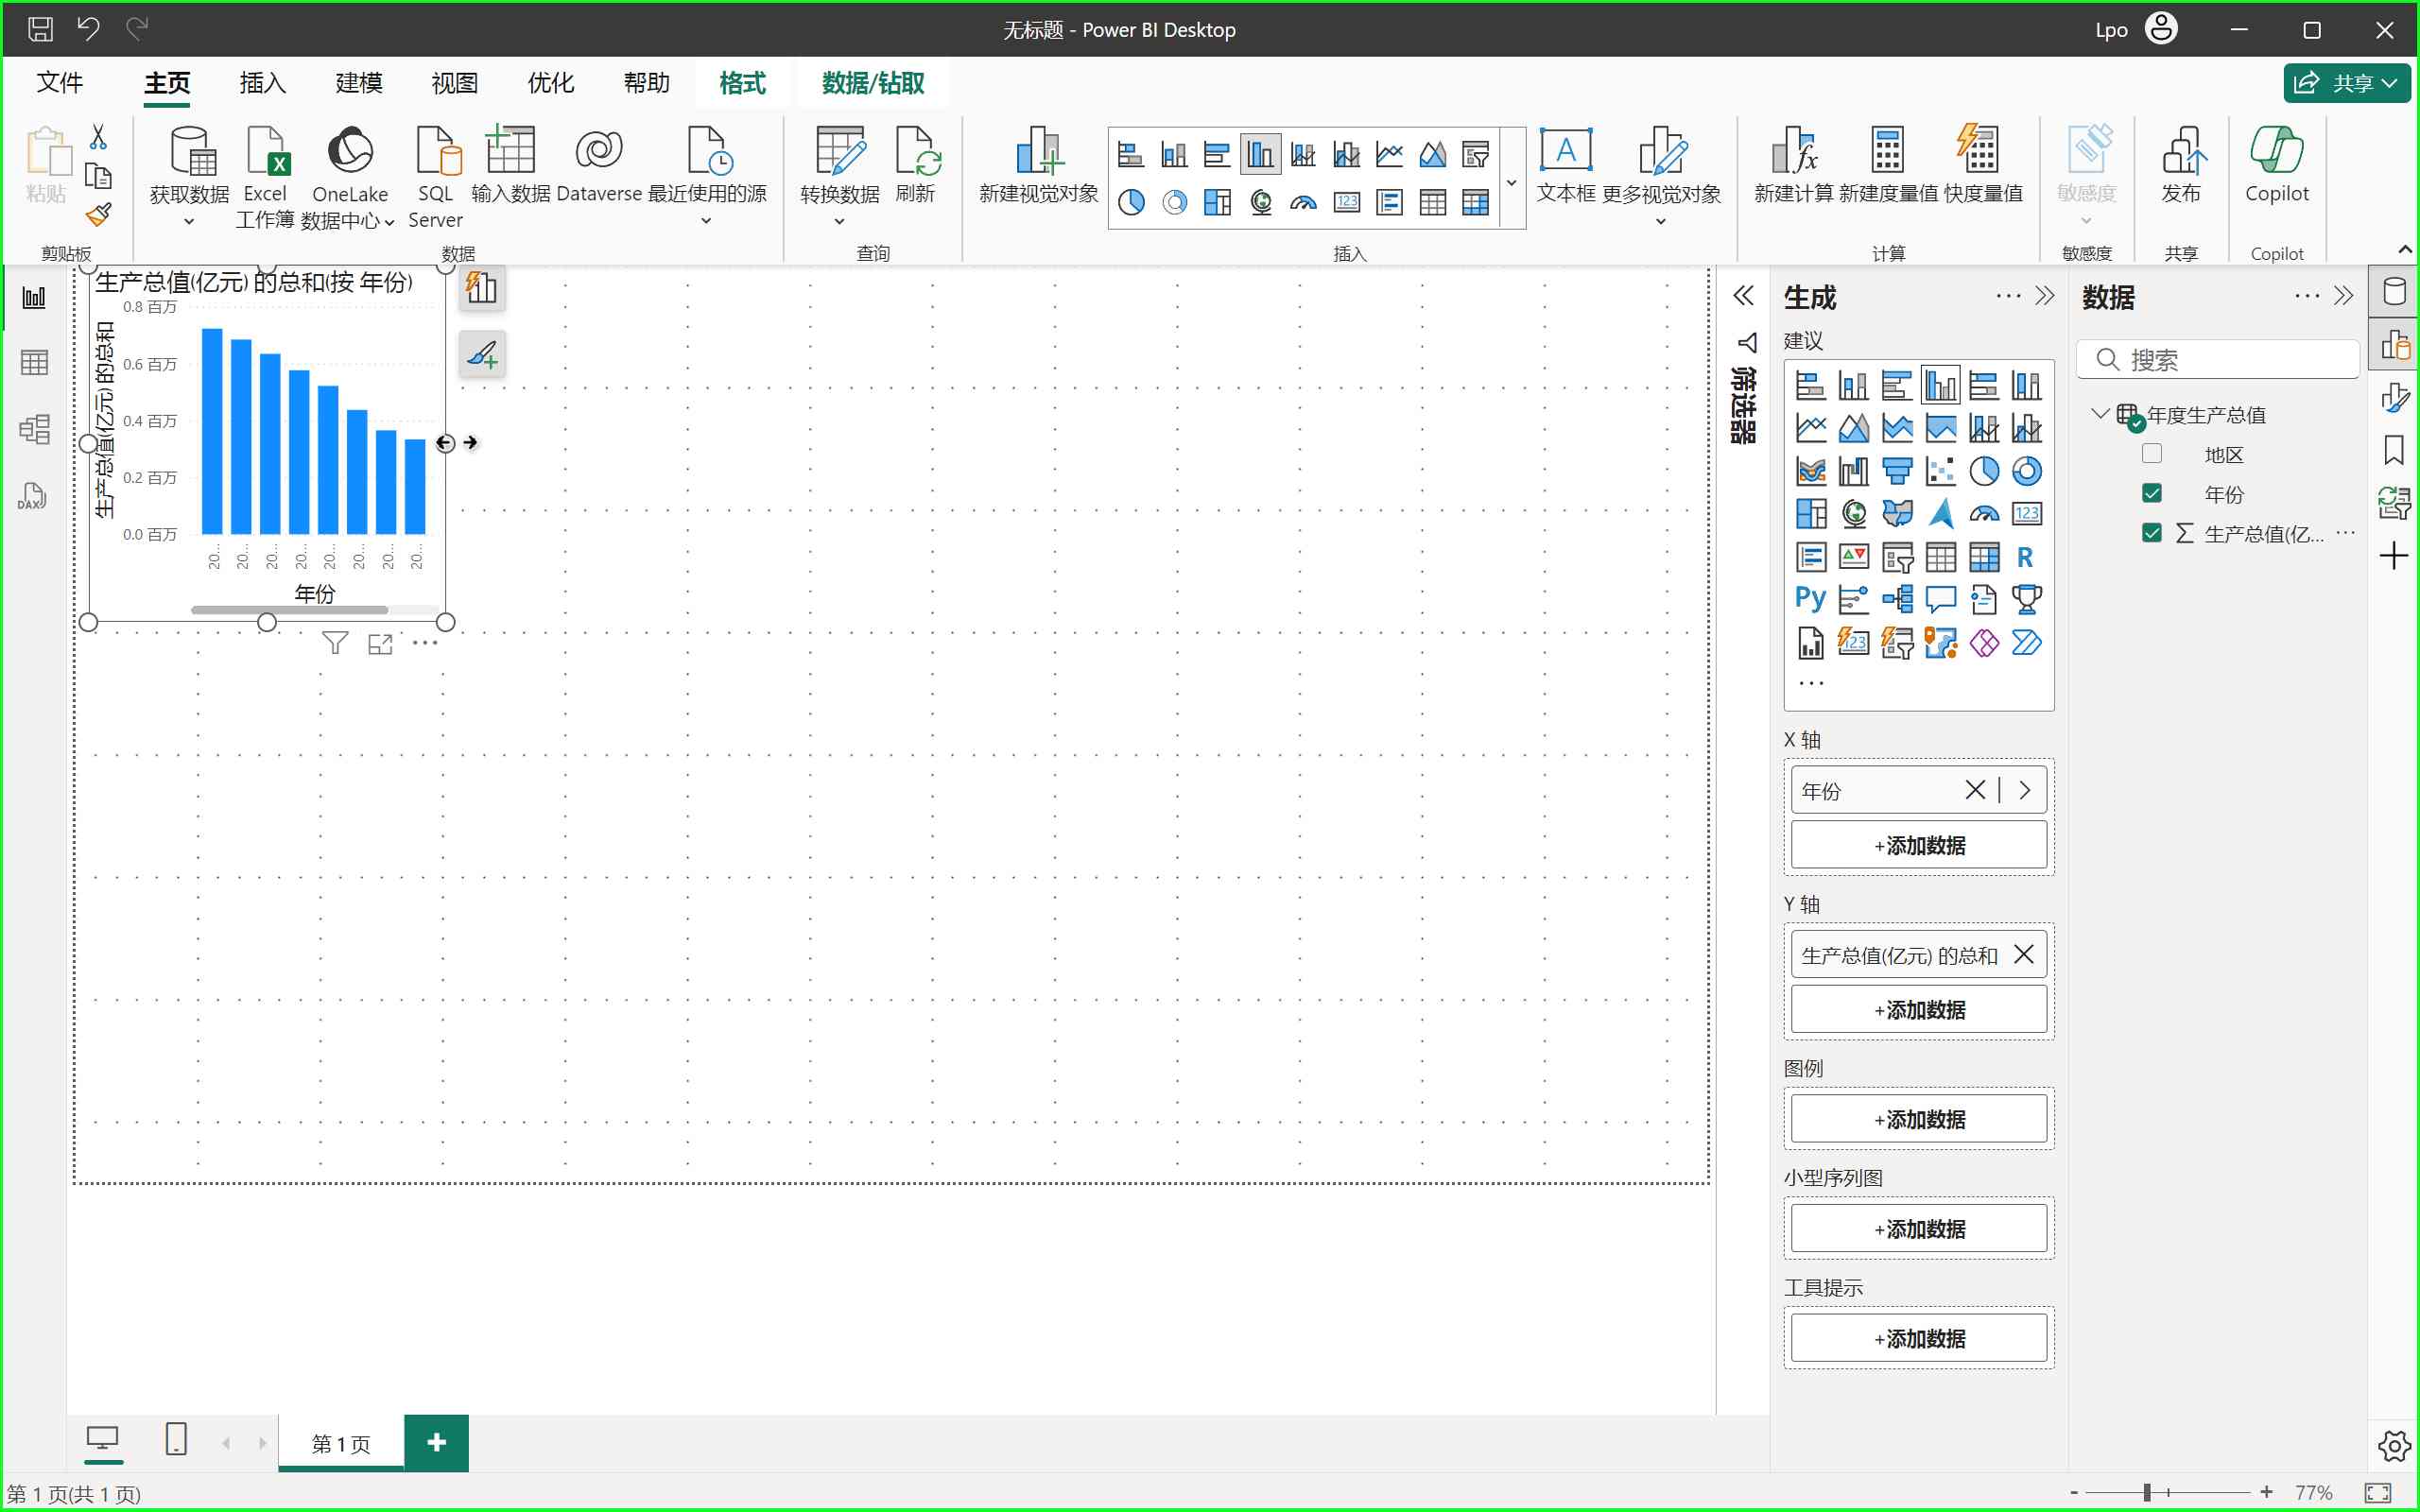 无标题 - Power BI Desktop
Lpo
文件
主页
插入
建模
视图
优化
帮助
格式
数据/钻取
共享
粘贴
获取数据
Excel
工作簿
OneLake
数据中心
SQL
Server
输入数据
Dataverse
最近使用的源
转换数据
刷新
新建视觉对象
文本框
更多视觉对象
新建计算
新建度量值
快度量值
敏感度
发布
Copilot
剪贴板
数据
查询
插入
计算
敏感度
共享
Copilot
生产总值(亿元) 的总和(按 年份)
0.8 百万
0.6 百万
0.4 百万
0.2 百万
0.0 百万
生产总值(亿元) 的总和
20...
20...
20...
20...
20...
20...
20...
20...
年份
DAX
筛选器
生成
建议
123
R
Py
123
X 轴
年份
+添加数据
Y 轴
生产总值(亿元) 的总和
+添加数据
图例
+添加数据
小型序列图
+添加数据
工具提示
+添加数据
数据
搜索
年度生产总值
地区
年份
生产总值(亿...
第 1 页
第 1 页(共 1 页)
77%